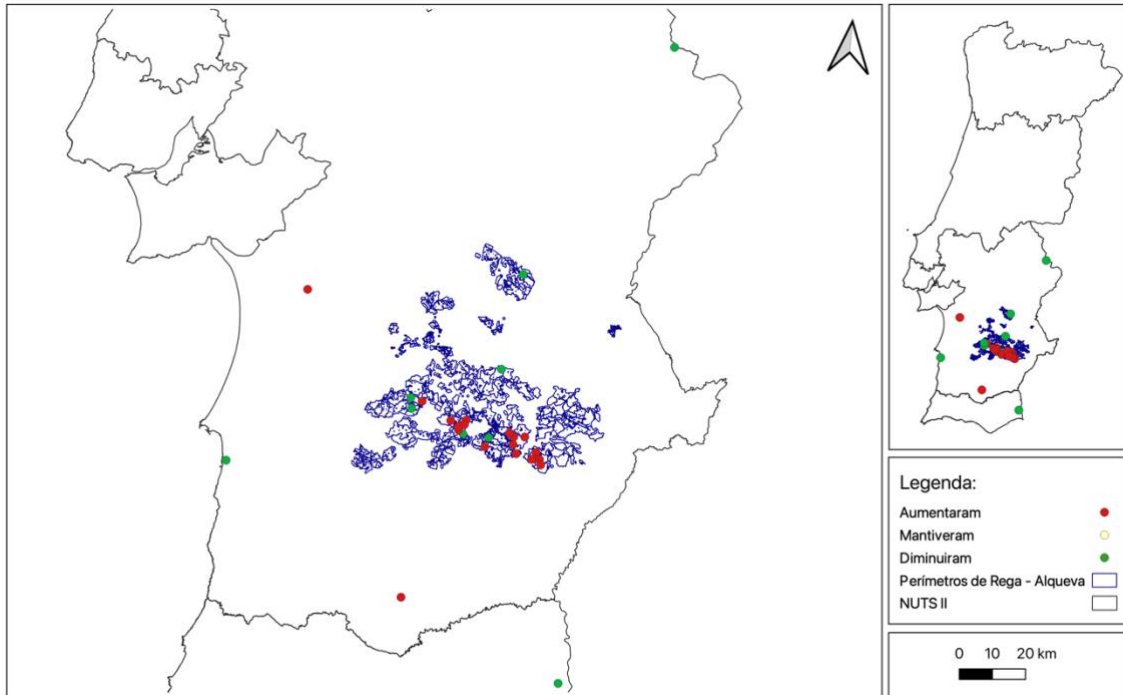 Legenda:
Aumentaram
Mantiveram
Diminuiram
Perímetros de Rega - Alqueva
NUTS II
0 10 20 km